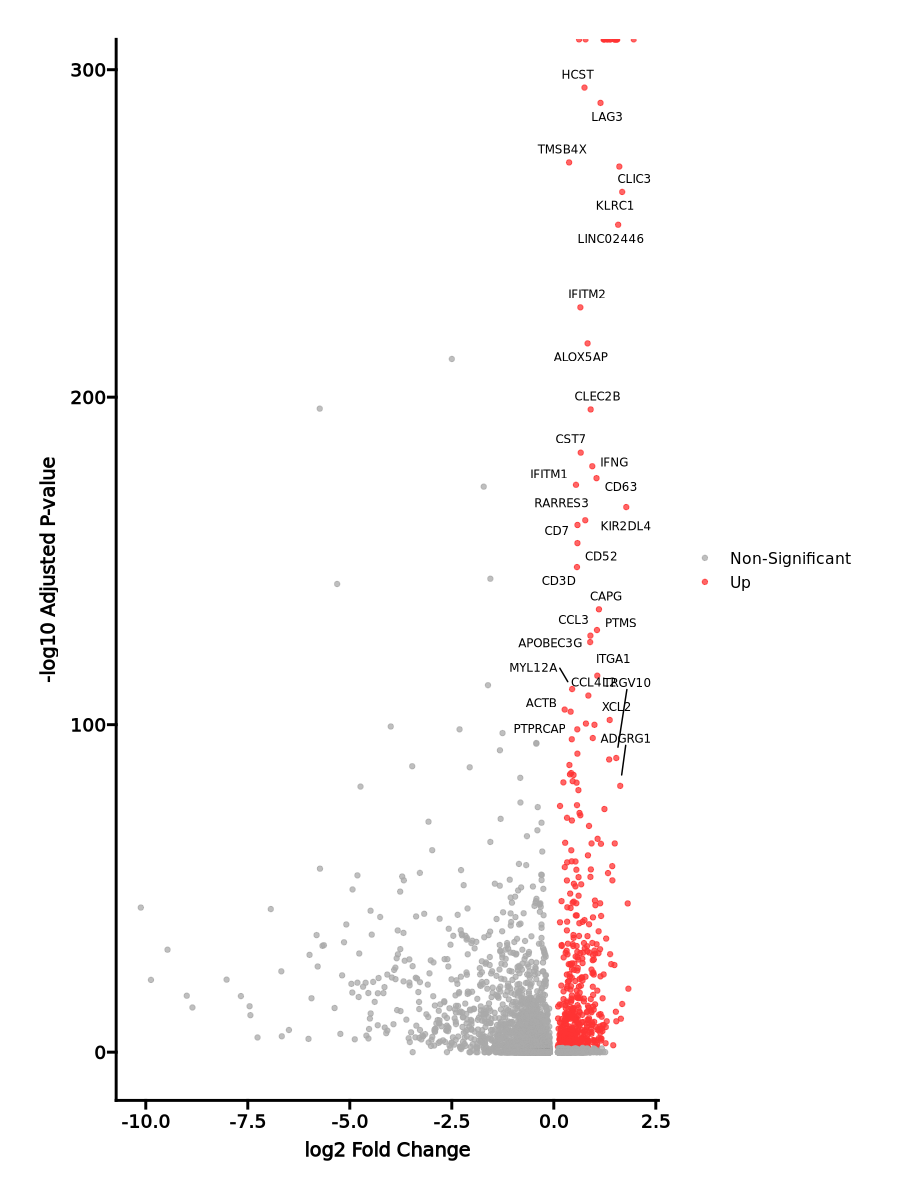 300
HCST
LAG3
TMSB4X
CLIC3
KLRC1
LINC02446
IFITM2
ALOX5AP
200
CLEC2B
CST7
IFNG
IFITM1
CD63
RARRES3
KIR2DL4
CD7
CD52
CD3D
CAPG
CCL3
PTMS
APOBEC3G
ITGA1
MYL12A
CCL4L2
TRGV10
ACTB
XCL2
100
PTPRCAP
ADGRG1
0
-log10 Adjusted P-value
-10.0
-7.5
-5.0
-2.5
0.0
2.5
log2 Fold Change
Non-Significant
Up